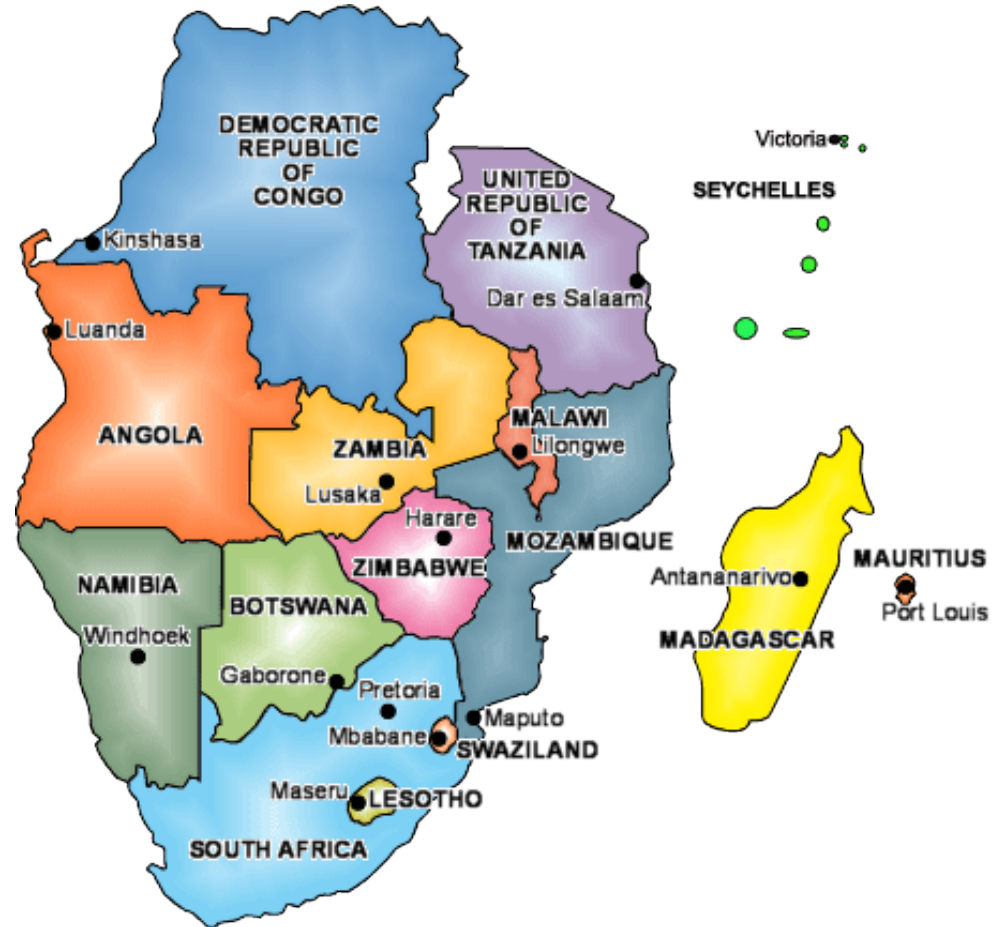 DEMOCRATIC
REPUBLIC
OF
CONGO
Victoria
UNITED
REPUBLIC
OF
TANZANIA
SEYCHELLES
Kinshasa
Dar es Salaam
Luanda
ANGOLA
ZAMBIA
MALAWI
Lilongwe
Lusaka
Harare
MOZAMBIQUE
ZIMBABWE
NAMIBIA
BOTSWANA
Antananarivo
MAURITIUS
Port Louis
Windhoek
MADAGASCAR
Gaborone
Pretoria
Maputo
Mbabane
SWAZILAND
Maseru
LESOTHO
SOUTH AFRICA